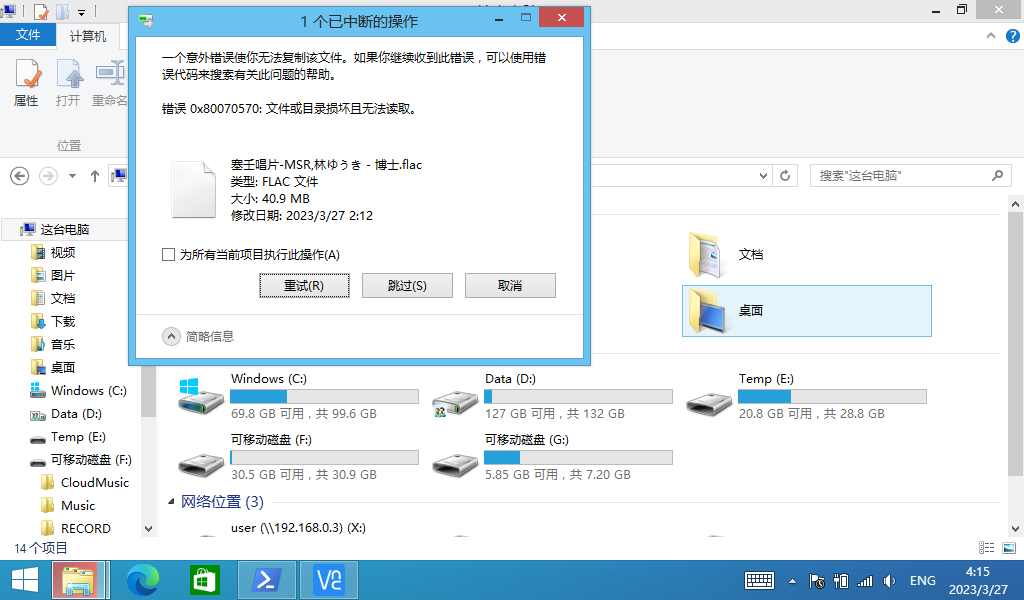 1 个已中断的操作
文件
计算机
属性
打开
重命名
位置
一个意外错误使你无法复制该文件。如果你继续收到此错误，可以使用错
误代码来搜索有关此问题的帮助。
错误 0x80070570: 文件或目录损坏且无法读取。
塞壬唱片-MSR,林ゆうき - 博士.flac
类型: FLAC 文件
大小: 40.9 MB
修改日期: 2023/3/27 2:12
为所有当前项目执行此操作(A)
重试(R)
跳过(S)
取消
简略信息
搜索"这台电脑"
这台电脑
视频
图片
文档
下载
音乐
桌面
Windows (C:)
Data (D:)
Temp (E:)
可移动磁盘 (F:)
CloudMusic
Music
RECORD
文档
桌面
Windows (C:)
69.8 GB 可用，共 99.6 GB
Data (D:)
127 GB 可用，共 132 GB
Temp (E:)
20.8 GB 可用，共 28.8 GB
可移动磁盘 (F:)
30.5 GB 可用，共 30.9 GB
可移动磁盘 (G:)
5.85 GB 可用，共 7.20 GB
网络位置 (3)
user (\\192.168.0.3) (X:)
14 个项目
ENG
4:15
2023/3/27